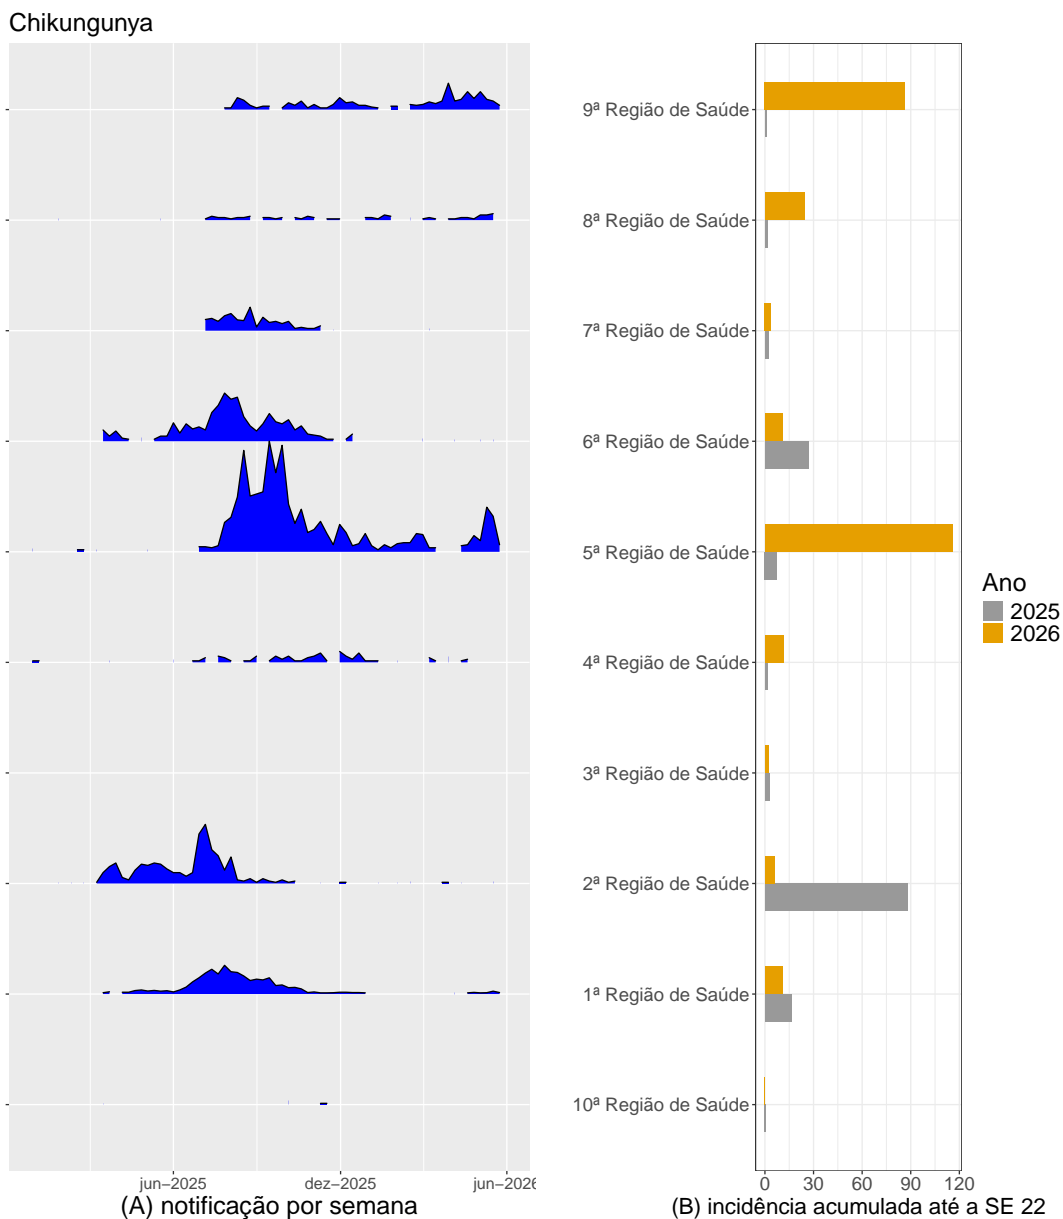 Chikungunya
9ª Região de Saúde
8ª Região de Saúde
7ª Região de Saúde
6ª Região de Saúde
5ª Região de Saúde
4ª Região de Saúde
3ª Região de Saúde
2ª Região de Saúde
1ª Região de Saúde
10ª Região de Saúde
Ano
2025
2026
jun−2025 dez−2025 jun−2026
0 30 60 90 120
(A) notificação por semana
(B) incidência acumulada até a SE 22